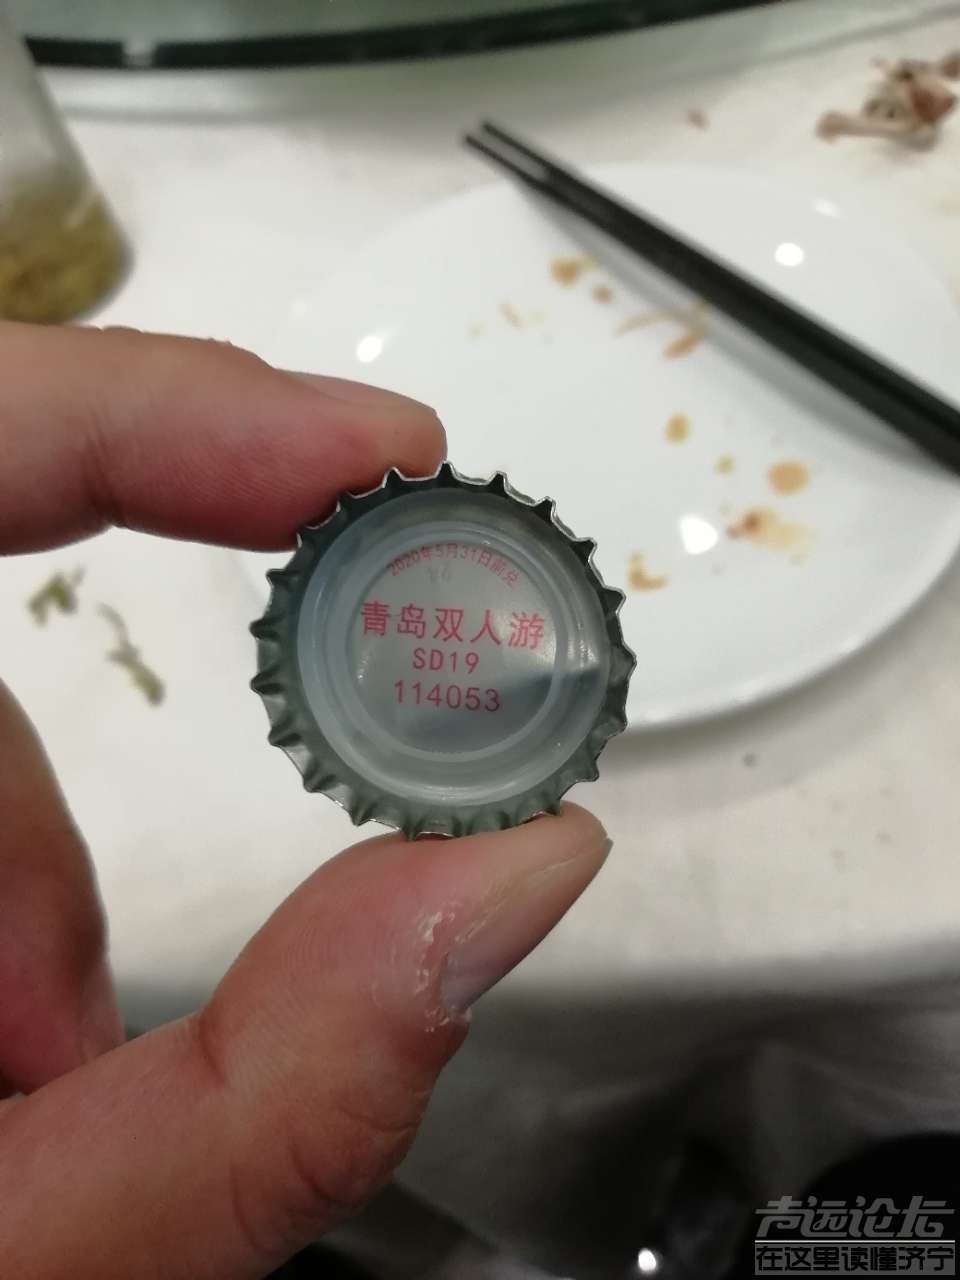 2020年5月31日前兑
青岛双人游
SD19
114053
声远论坛
在这里读懂济宁